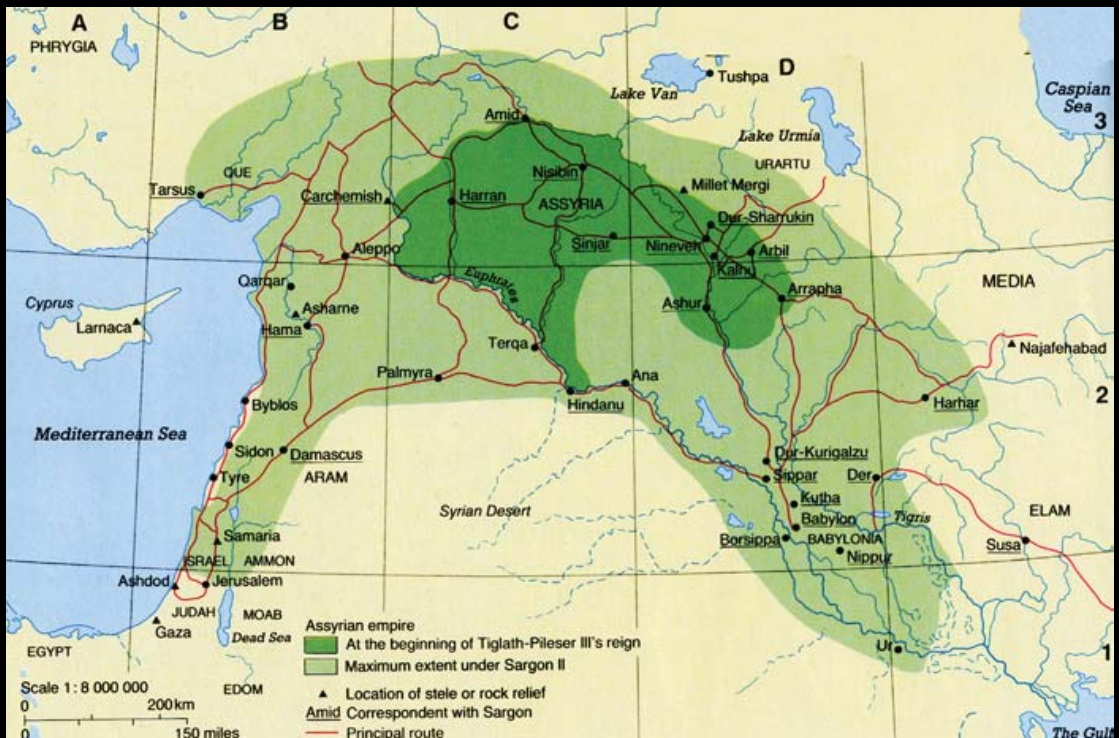 A
B
C
D
PHRYGIA
Tushpa
Lake Van
Caspian
Sea
3
Amid
Lake Urmia
URARTU
QUE
Nisibin
Tarsus
Carchemish
Harran
Millet Mergi
ASSYRIA
Dur-Sharrukin
Sinjar
Nineveh
Arbil
Aleppo
Kalhu
Euphrates
Qarqar
MEDIA
Arrapha
Cyprus
Asharne
Ashur
Larnaca
Hama
Terqa
Najafehabad
Palmyra
Ana
2
Byblos
Hindanu
Harhar
Mediterranean Sea
Sidon
Damascus
Dur-Kurigalzu
Tyre
ARAM
Sippar
Der
Kutha
Syrian Desert
Tigris
ELAM
Babylon
Samaria
Borsippa
BABYLONIA
Susa
ISRAEL
AMMON
Nippur
Ashdod
Jerusalem
JUDAH
MOAB
Gaza
Dead Sea
Assyrian empire
At the beginning of Tiglath-Pileser III's reign
EGYPT
Ur
1
Maximum extent under Sargon II
Scale 1: 8 000 000
EDOM
Location of stele or rock relief
0
200km
Amid Correspondent with Sargon
0
150 miles
Principal route
The Gulf